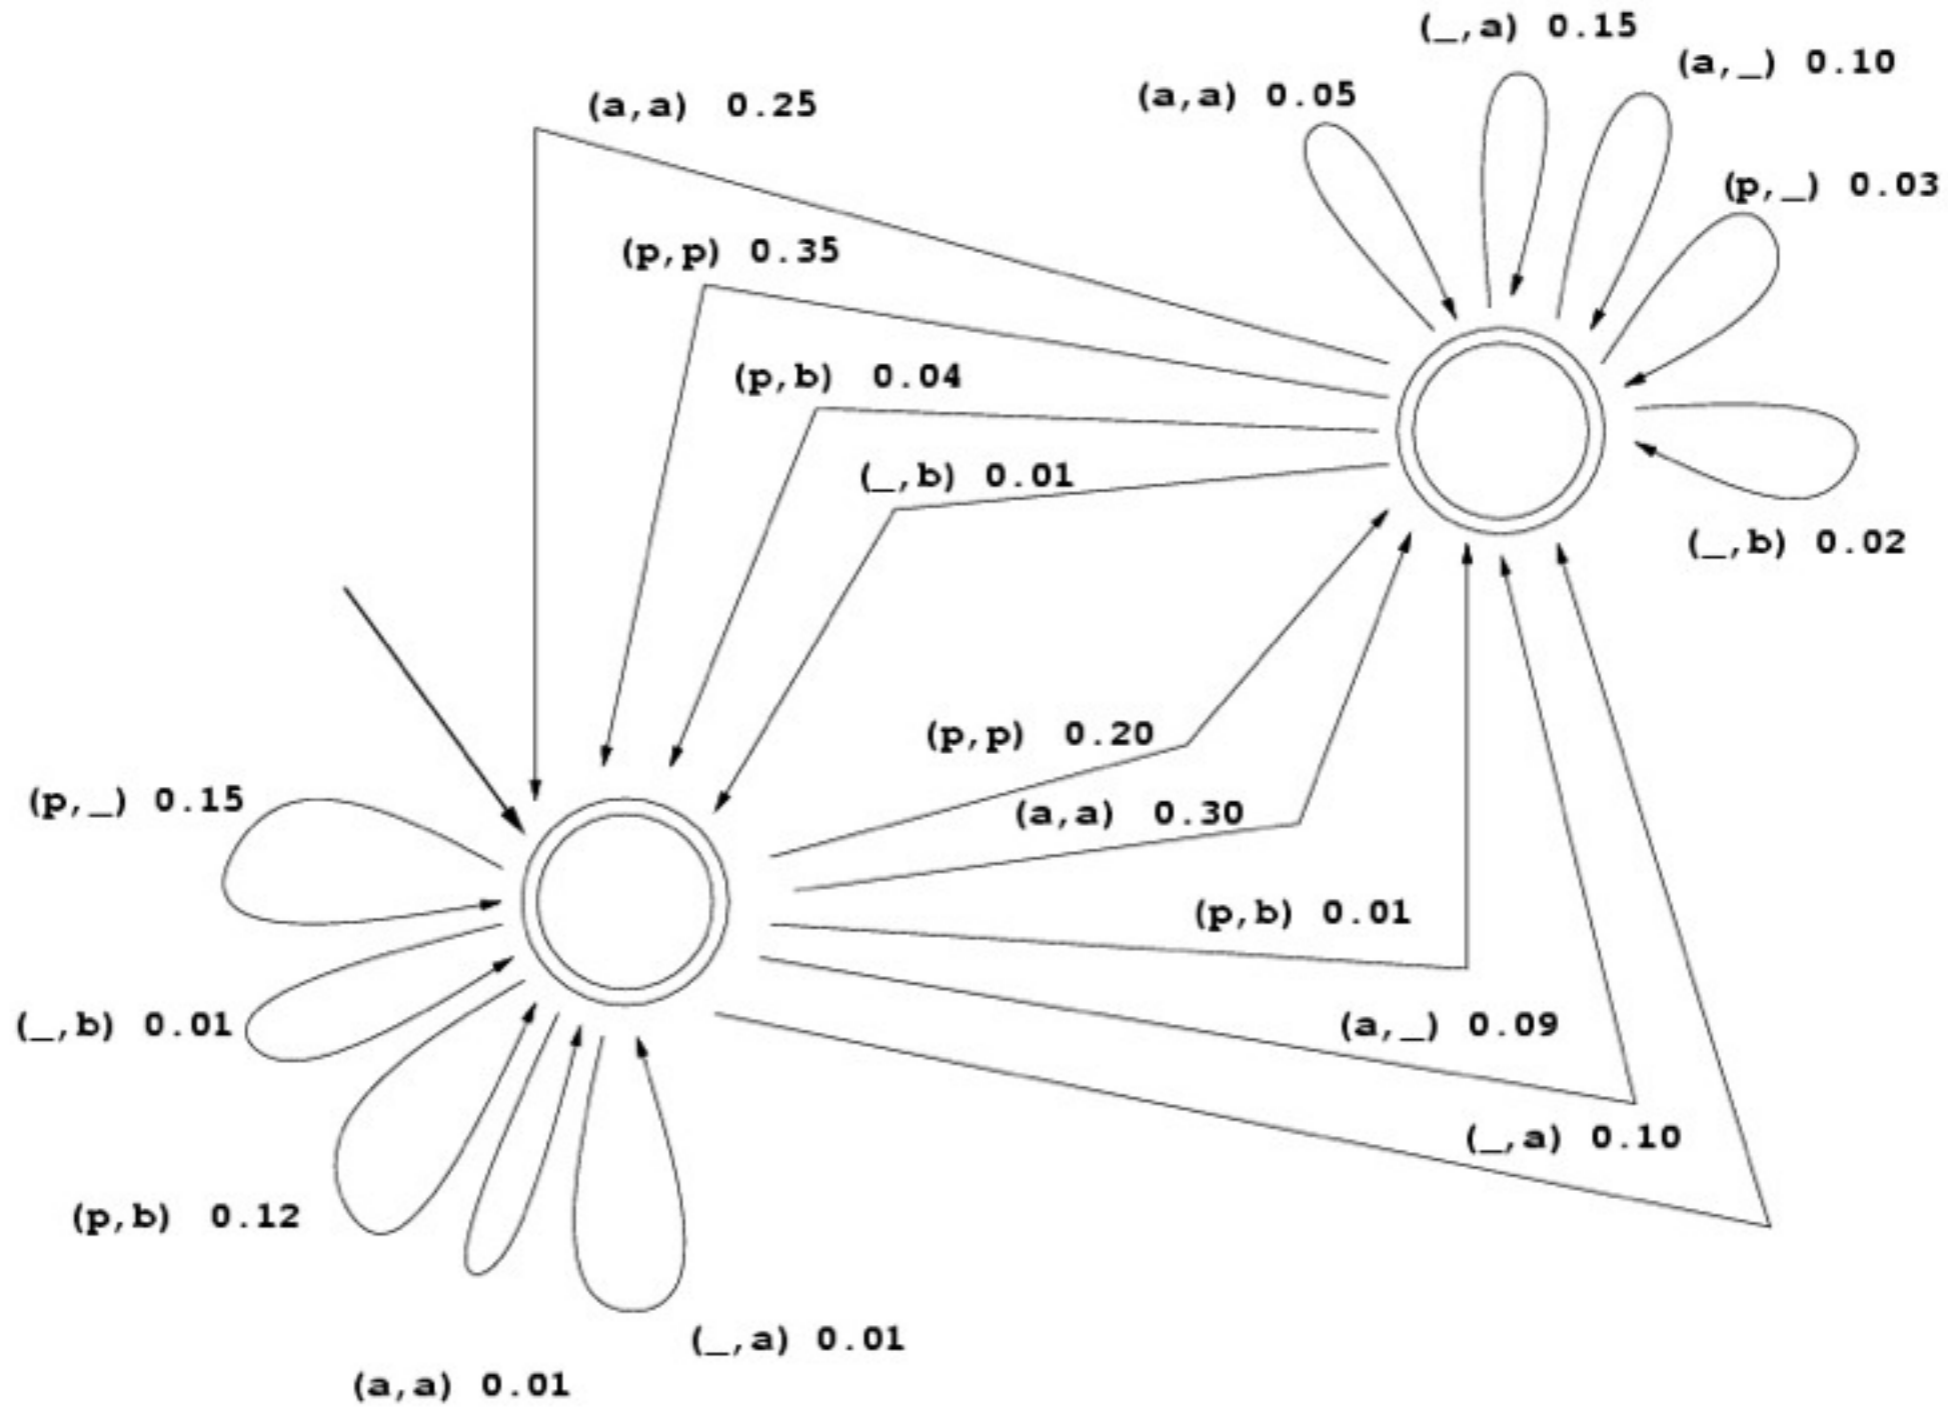 (_,a) 0.15
(a,_) 0.10
(a,a) 0.05
(a,a) 0.25
(p,_) 0.03
(p,p) 0.35
(p,b) 0.04
(_,b) 0.01
(_,b) 0.02
(p,p) 0.20
(p,_) 0.15
(a,a) 0.30
(p,b) 0.01
(_,b) 0.01
(a,_) 0.09
(_,a) 0.10
(p,b) 0.12
(_,a) 0.01
(a,a) 0.01